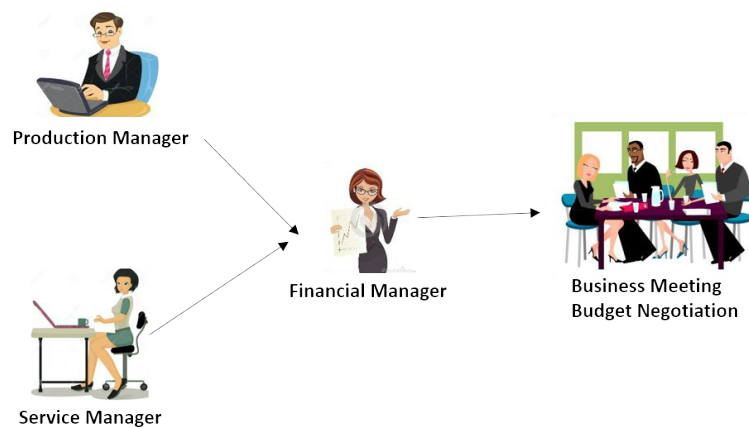 Production Manager
Financial Manager
Business Meeting
Budget Negotiation
Service Manager